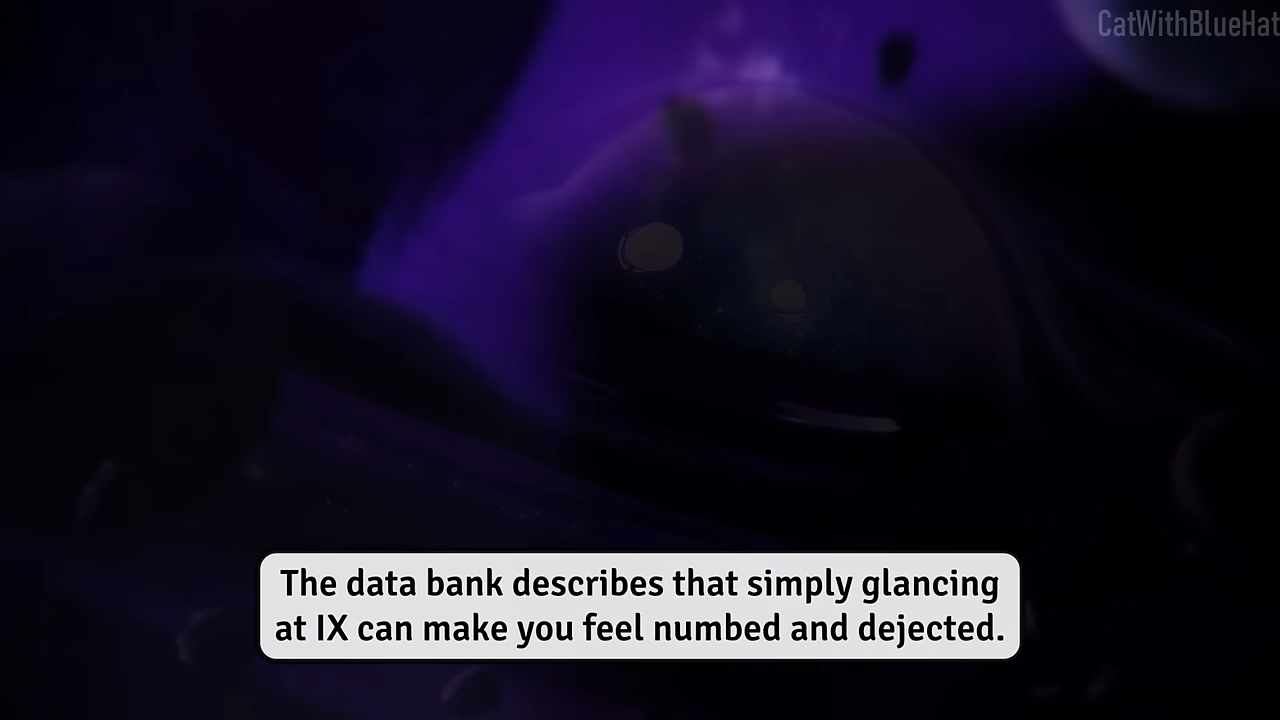 CatWithBlueHat
The data bank describes that simply glancing
at IX can make you feel numbed and dejected.